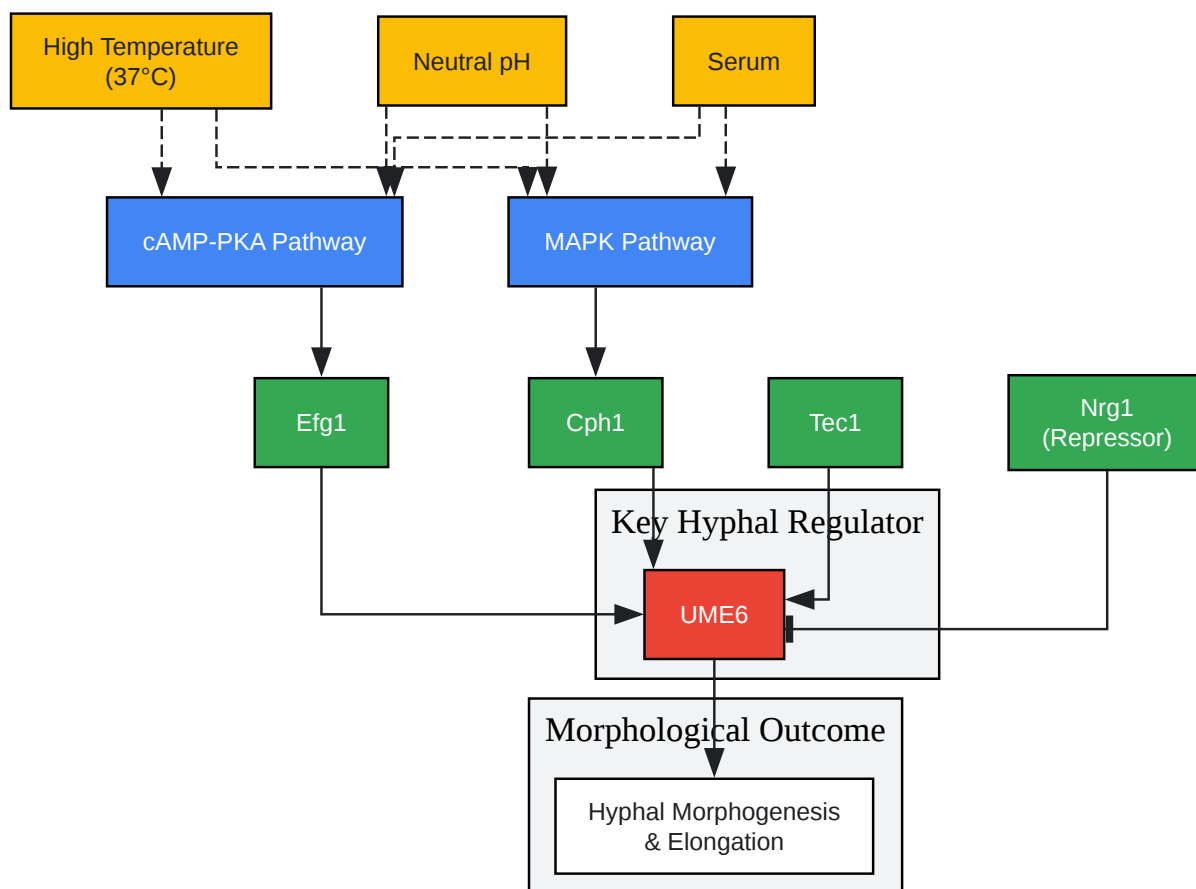 High Temperature
(37°C)
Neutral pH
Serum
cAMP-PKA Pathway
MAPK Pathway
Efg1
Cph1
Tec1
Nrg1
(Repressor)
Key Hyphal Regulator
UME6
Morphological Outcome
Hyphal Morphogenesis
& Elongation